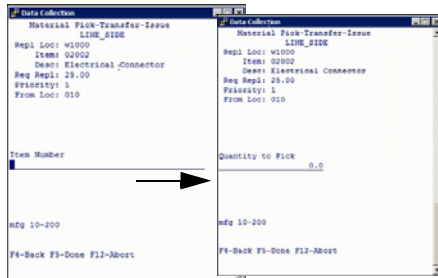 Data Collection
Material Pick-Transfer-Issue
LINE_SIDE
Repl Loc: w1000
Item: 02002
Desc: Electrical Connector
Req Repl: 25.00
Priority: 1
From Loc: 010
Item Number
mfg 10-200
F4-Back F5-Done F12-Abort
Data Collection
Material Pick-Transfer-Issue
LINE_SIDE
Repl Loc: W1000
Item: 02002
Desc: Electrical Connector
Req Repl: 25.00
Priority: 1
From Loc: 010
Quantity to Pick
0.0
mfg 10-200
F4-Back F5-Done F12-Abort